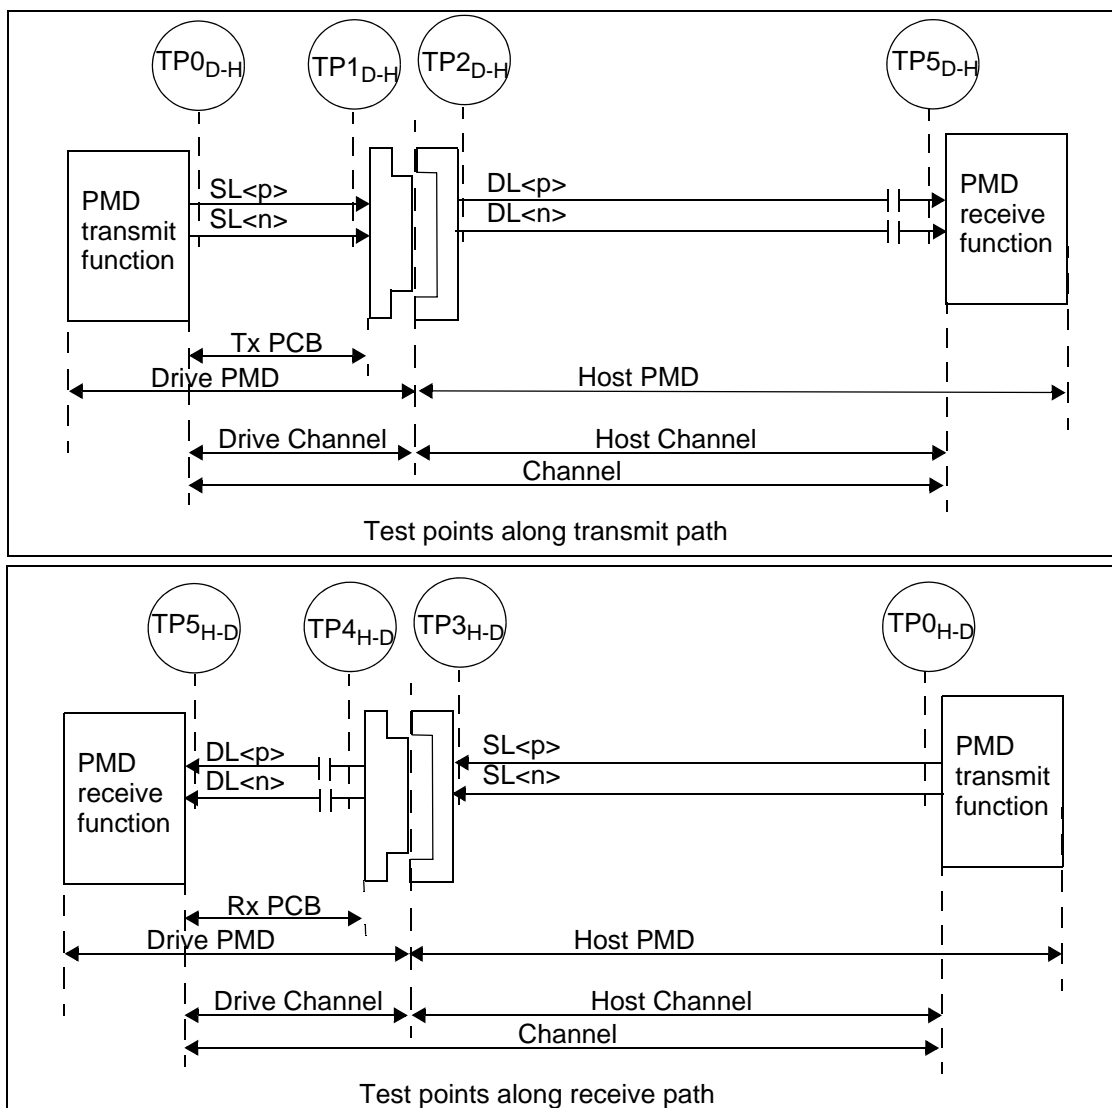 TP0D-H TP1D-H TP2D-H TP5D-H
PMD
transmit
function
SL<p>
SL<n>
DL<p>
DL<n>
PMD
receive
function
Tx PCB
Drive PMD Host PMD
Drive Channel Host Channel
Channel
Test points along transmit path
TP5H-D TP4H-D TP3H-D TP0H-D
PMD
receive
function
DL<p>
DL<n>
SL<p>
SL<n>
PMD
transmit
function
Rx PCB
Drive PMD Host PMD
Drive Channel Host Channel
Channel
Test points along receive path